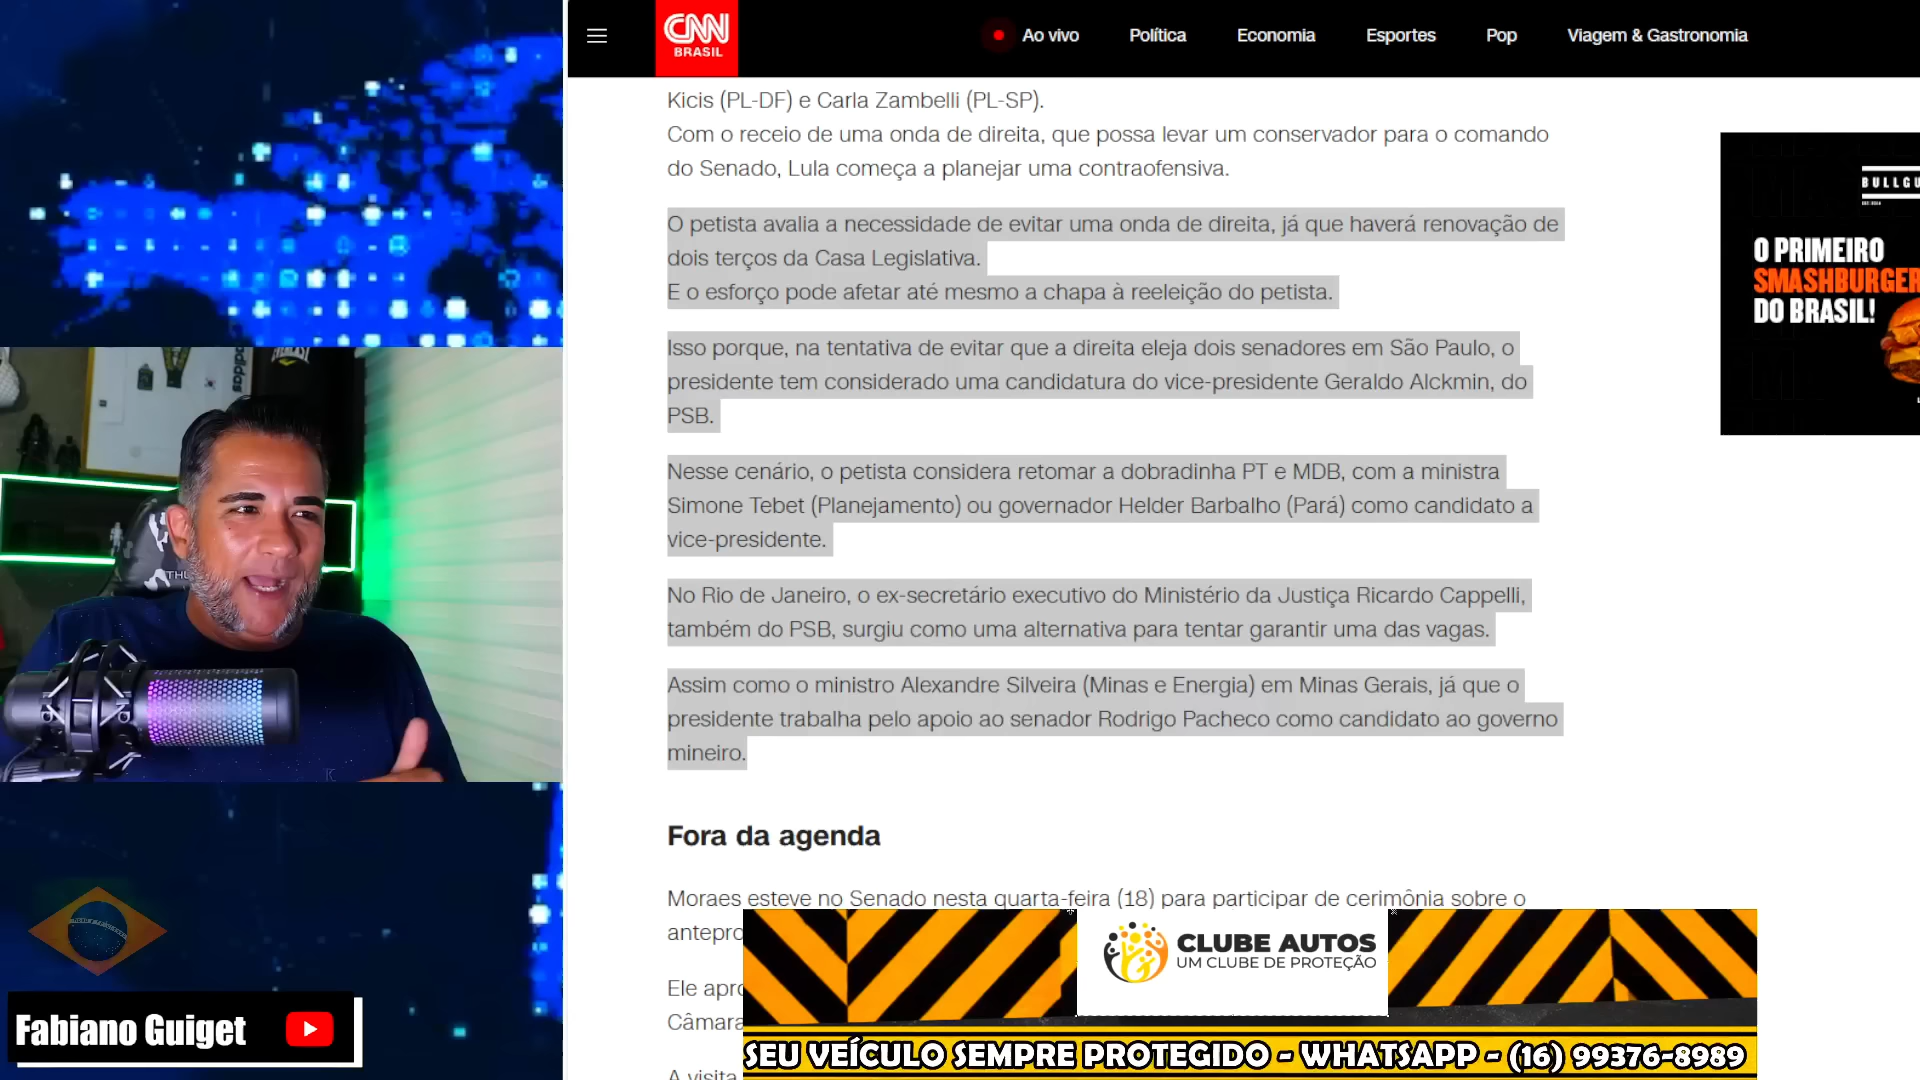 CNN
BRASIL
Ao vivo
Política
Economia
Esportes
Pop
Viagem & Gastronomia
Kicis (PL-DF) e Carla Zambelli (PL-SP).
Com o receio de uma onda de direita, que possa levar um conservador para o comando
do Senado, Lula começa a planejar uma contraofensiva.
O petista avalia a necessidade de evitar uma onda de direita, já que haverá renovação de
dois terços da Casa Legislativa.
E o esforço pode afetar até mesmo a chapa à reeleição do petista.
Isso porque, na tentativa de evitar que a direita eleja dois senadores em São Paulo, o
presidente tem considerado uma candidatura do vice-presidente Geraldo Alckmin, do
PSB.
Nesse cenário, o petista considera retomar a dobradinha PT e MDB, com a ministra
Simone Tebet (Planejamento) ou governador Helder Barbalho (Pará) como candidato a
vice-presidente.
No Rio de Janeiro, o ex-secretário executivo do Ministério da Justiça Ricardo Cappelli,
também do PSB, surgiu como uma alternativa para tentar garantir uma das vagas.
Assim como o ministro Alexandre Silveira (Minas e Energia) em Minas Gerais, já que o
presidente trabalha pelo apoio ao senador Rodrigo Pacheco como candidato ao governo
mineiro.
Fora da agenda
Moraes esteve no Senado nesta quarta-feira (18) para participar de cerimônia sobre o
antepro
Ele apro
Câmara
A visita
BULLGU
O PRIMEIRO
SMASHBURGER
DO BRASIL!
adidas
EVERLAST
THU
Fabiano Guiget
CLUBE AUTOS
UM CLUBE DE PROTEÇÃO
SEU VEÍCULO SEMPRE PROTEGIDO - WHATSAPP - (16) 99376-8989